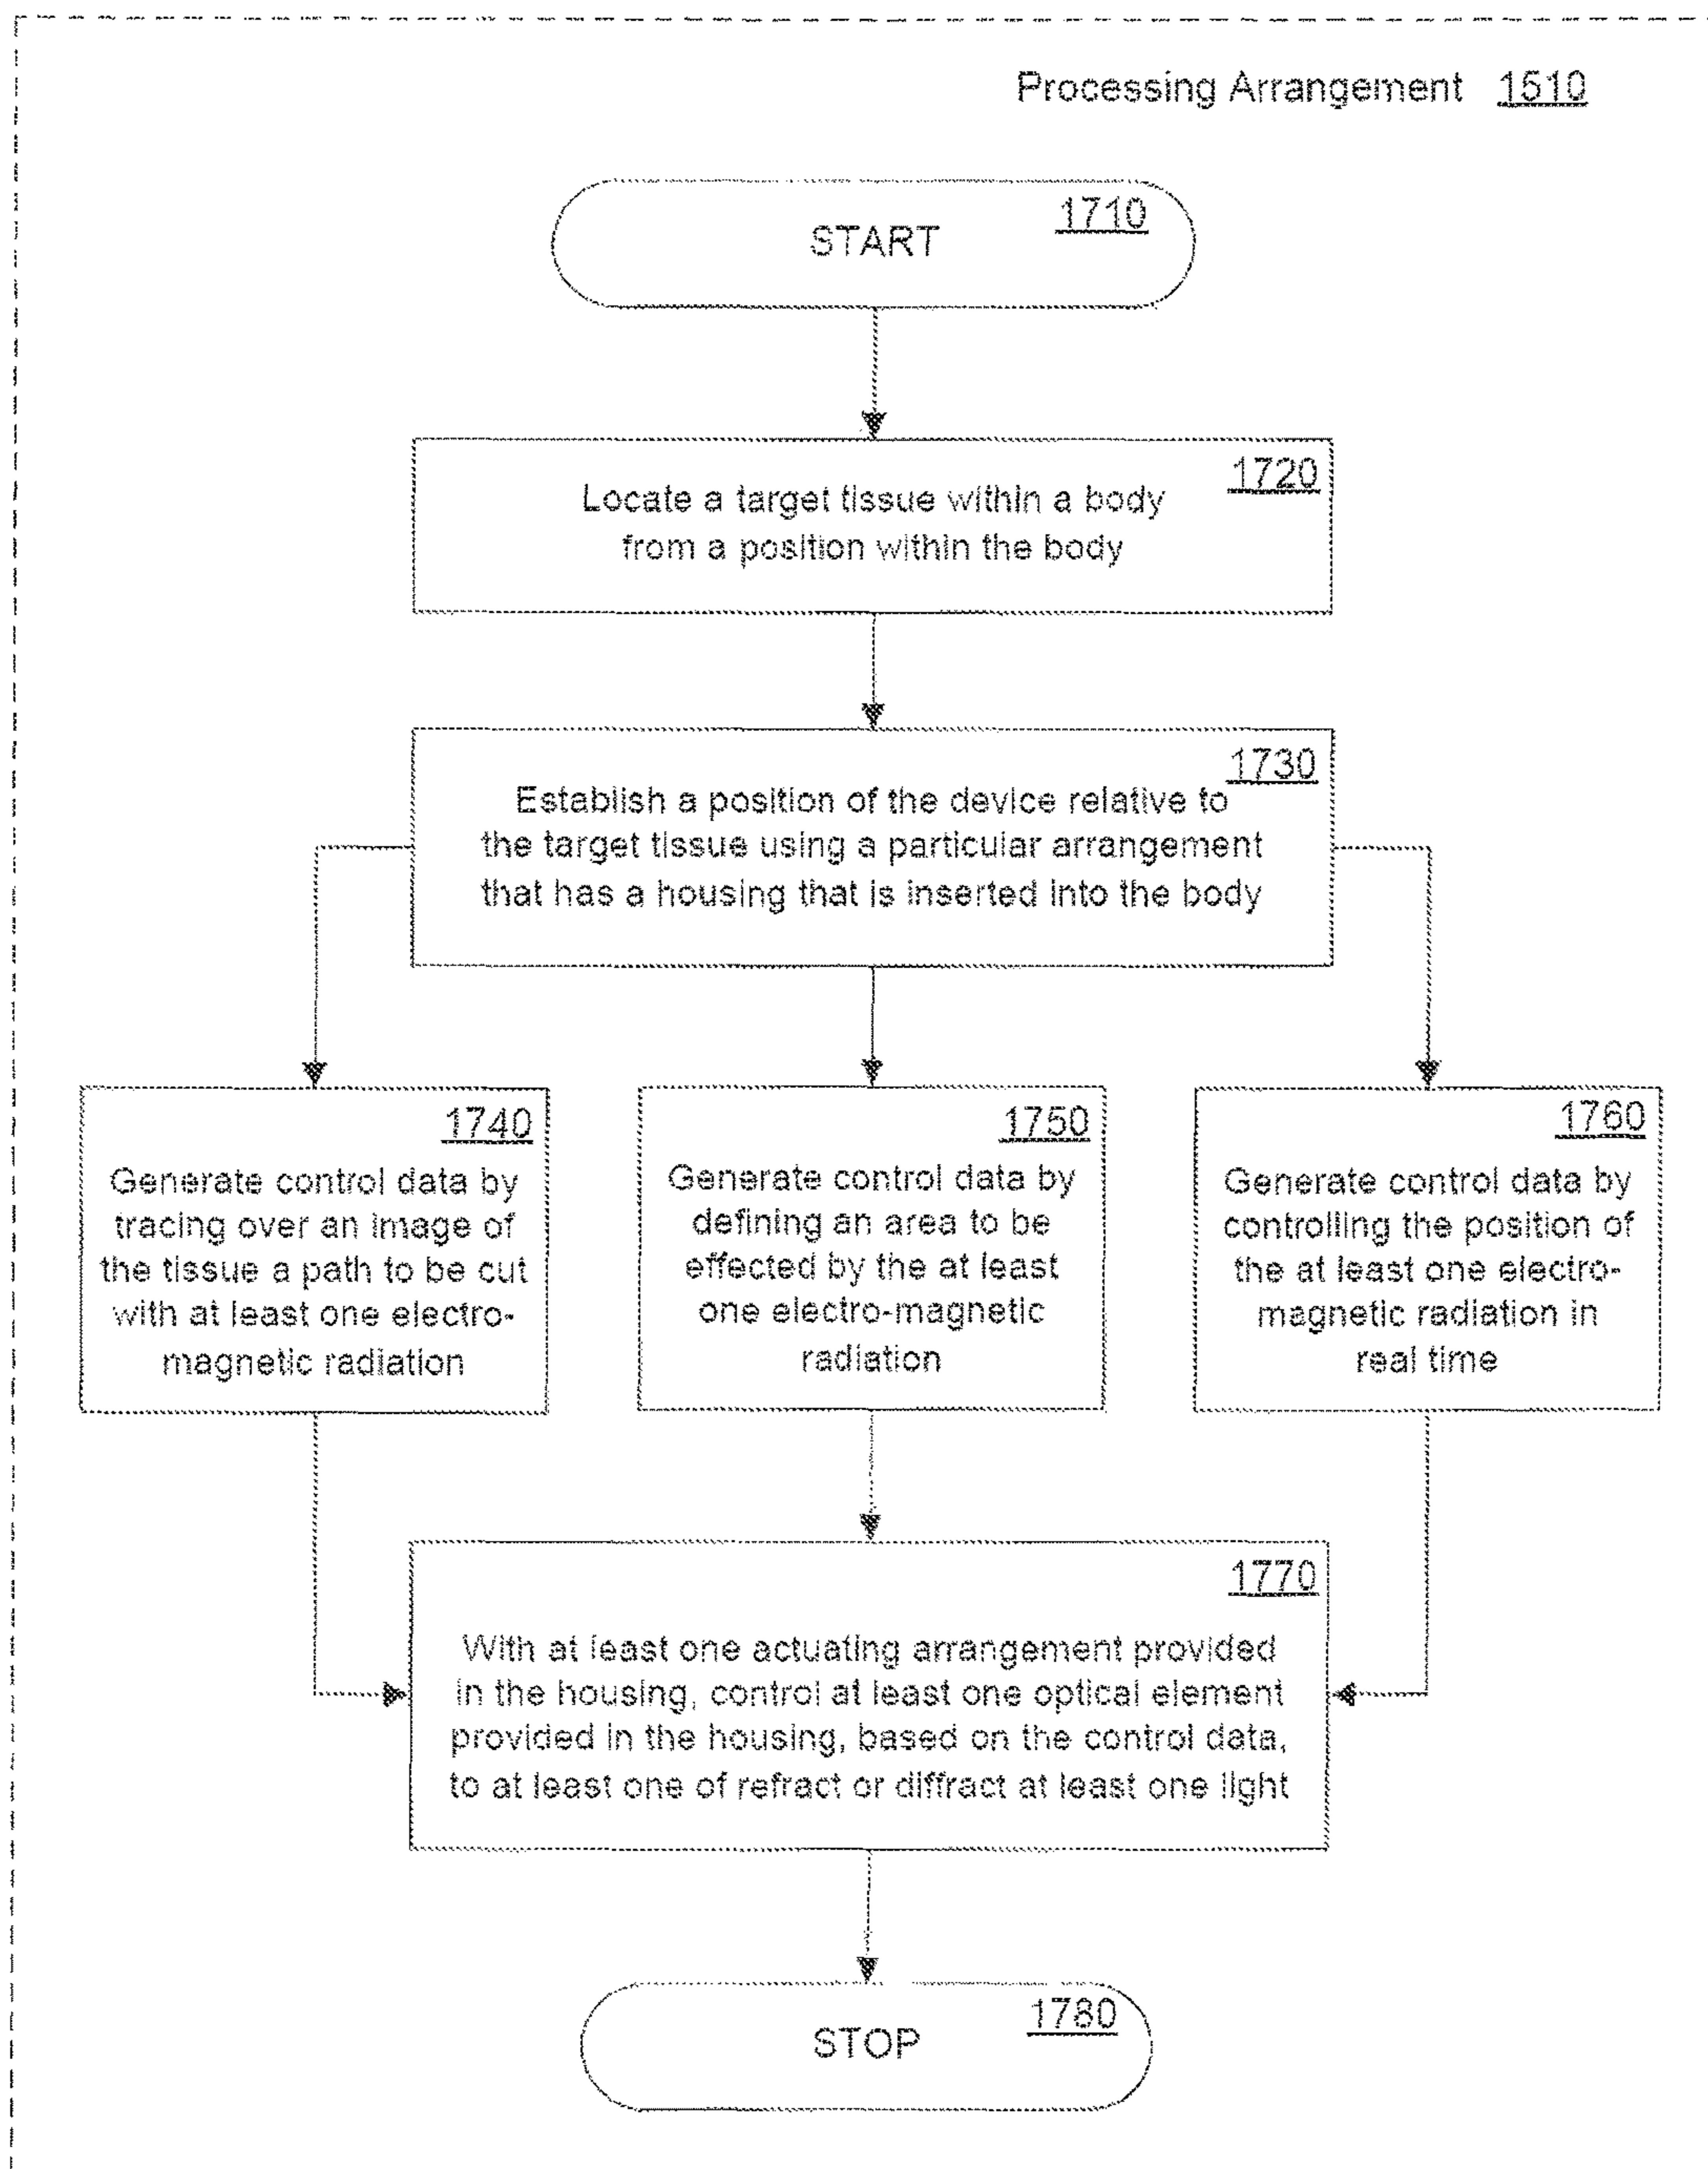 Processing Arrangement 1510
1710
START
1720
Locate a target tissue within a body
from a position within the body
1730
Establish a position of the device relative to
the target tissue using a particular arrangement
that has a housing that is inserted into the body
1740
Generate control data by
tracing over an image of
the tissue a path to be cut
with at least one electro-
magnetic radiation
1750
Generate control data by
defining an area to be
effected by the at least
one electro-magnetic
radiation
1760
Generate control data by
controlling the position of
the at least one electro-
magnetic radiation in
real time
1770
With at least one actuating arrangement provided
in the housing, control at least one optical element
provided in the housing, based on the control data,
to at least one of refract or diffract at least one light
1780
STOP